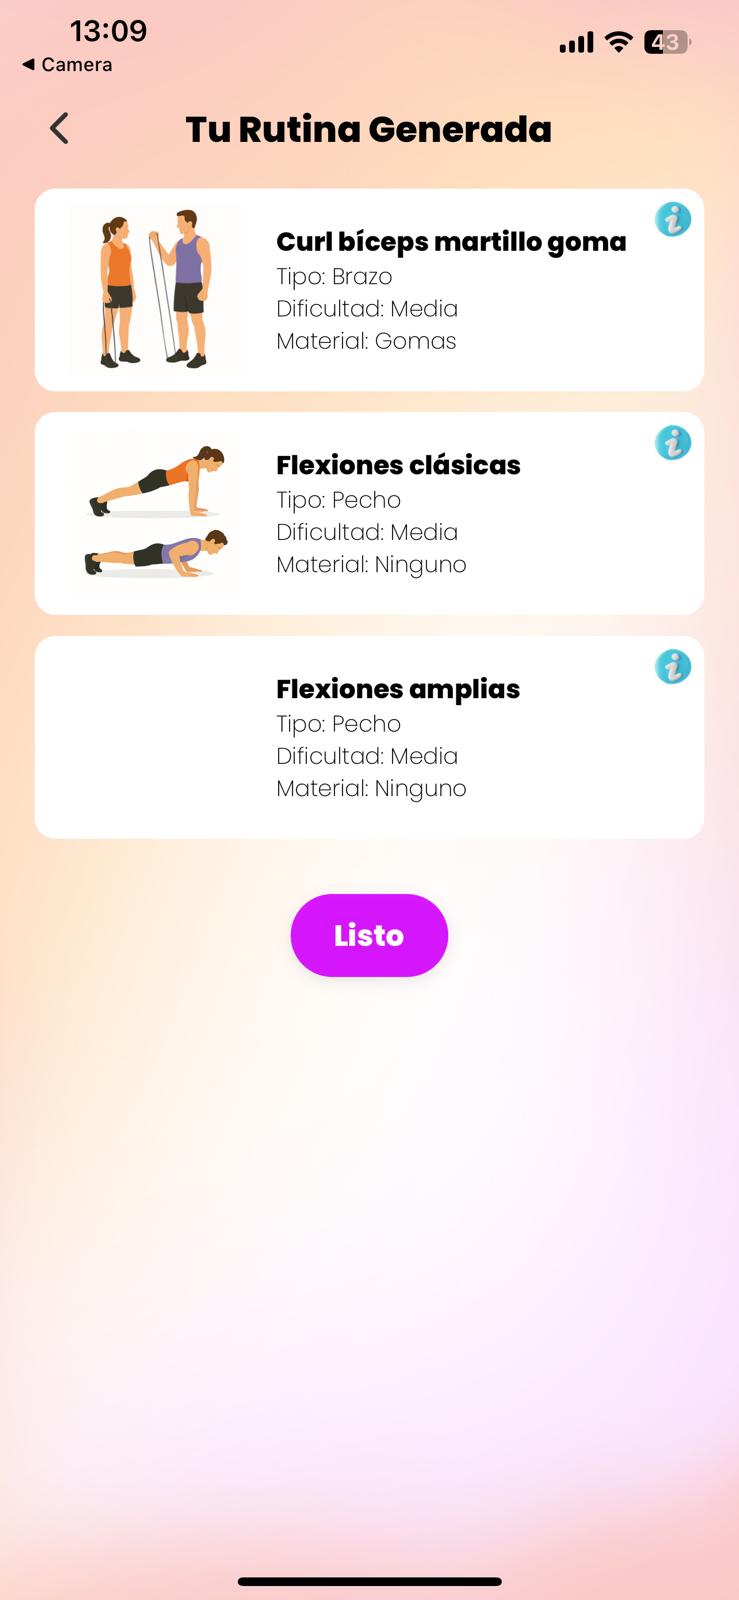 13:09
43
◀ Camera
Tu Rutina Generada
Curl bíceps martillo goma
Tipo: Brazo
Dificultad: Media
Material: Gomas
Flexiones clásicas
Tipo: Pecho
Dificultad: Media
Material: Ninguno
Flexiones amplias
Tipo: Pecho
Dificultad: Media
Material: Ninguno
Listo